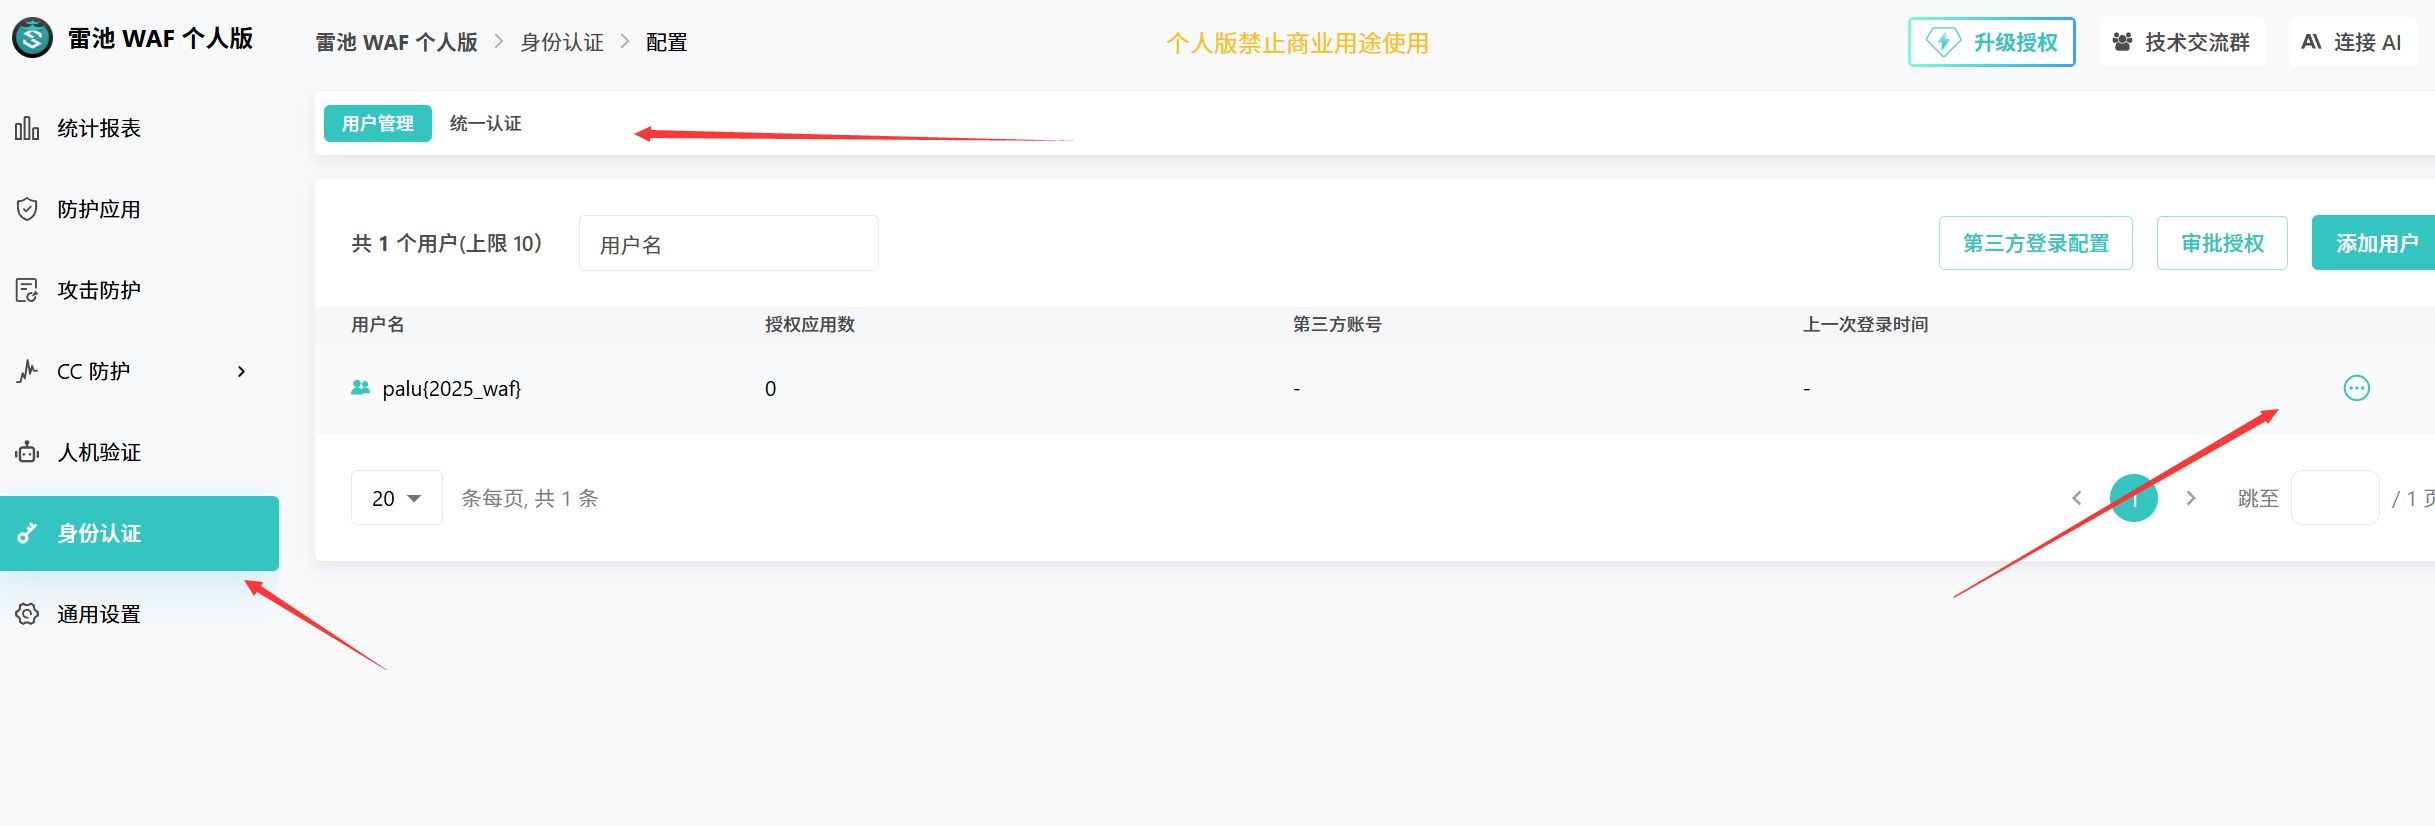 雷池 WAF 个人版
雷池 WAF 个人版 > 身份认证 > 配置
个人版禁止商业用途使用
升级授权
技术交流群
连接 AI
统计报表
防护应用
攻击防护
CC 防护
人机验证
身份认证
通用设置
用户管理 统一认证
共 1 个用户(上限 10)
用户名
第三方登录配置
审批授权
添加用户
用户名 授权应用数 第三方账号 上一次登录时间
palu{2025_waf} 0 - -
20 条每页, 共 1 条
1
跳至 / 1 页